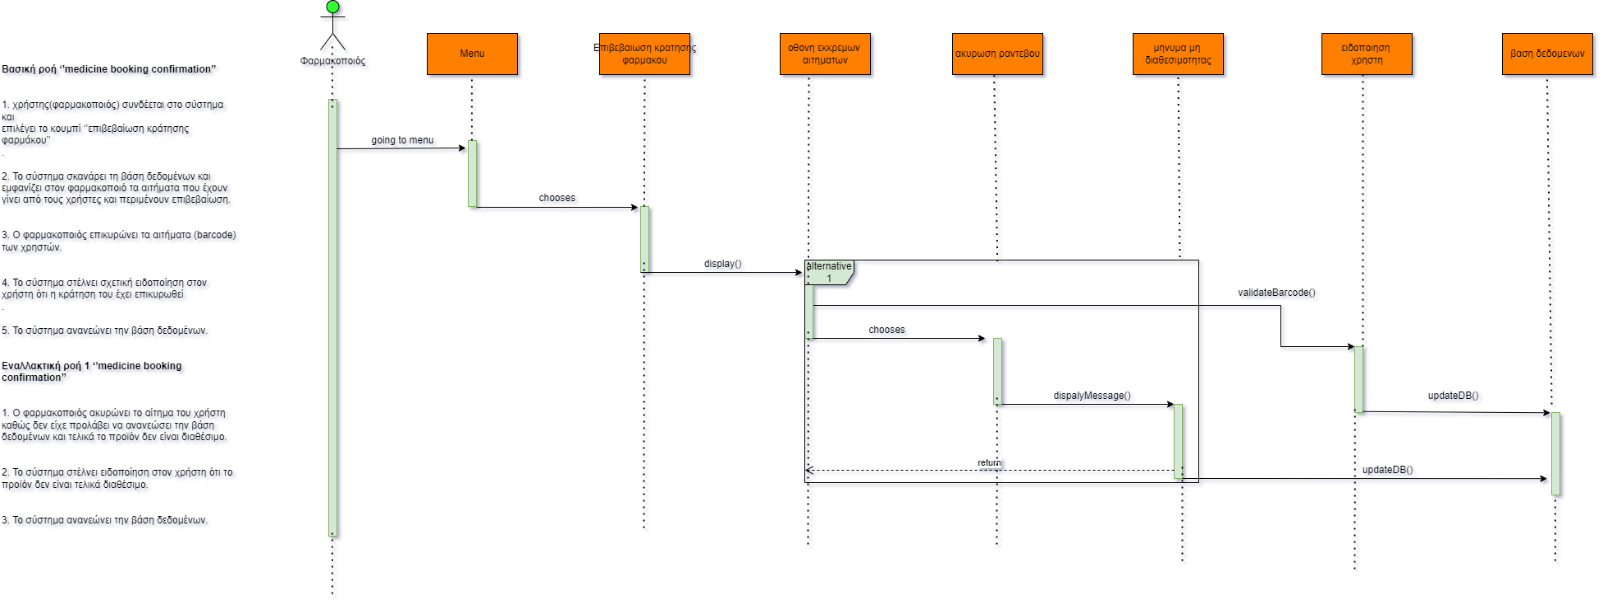 Φαρμακοποιός
Menu
Επιβεβαιωση κρατησης
φαρμακου
οθονη εκκρεμων
αιτηματων
ακυρωση ραντεβου
μηνυμα μη
διαθεσιμοτητας
ειδοποιηση
χρηστη
βαση δεδομενων
Βασική ροή ‘’medicine booking confirmation’’
1. χρήστης(φαρμακοποιός) συνδέεται στο σύστημα
και
επιλέγει το κουμπί ‘’επιβεβαίωση κράτησης
φαρμάκου’’
.
2. Το σύστημα σκανάρει τη βάση δεδομένων και
εμφανίζει στον φαρμακοποιό τα αιτήματα που έχουν
γίνει από τους χρήστες και περιμένουν επιβεβαίωση.
3. Ο φαρμακοποιός επικυρώνει τα αιτήματα (barcode)
των χρηστών.
4. Το σύστημα στέλνει σχετική ειδοποίηση στον
χρήστη ότι η κράτηση του έχει επικυρωθεί
.
5. Το σύστημα ανανεώνει την βάση δεδομένων.
Εναλλακτική ροή 1 ‘’medicine booking
confirmation’’
1. Ο φαρμακοποιός ακυρώνει το αίτημα του χρήστη
καθώς δεν είχε προλάβει να ανανεώσει την βάση
δεδομένων και τελικά το προϊόν δεν είναι διαθέσιμο.
2. Το σύστημα στέλνει ειδοποίηση στον χρήστη ότι το
προϊόν δεν είναι τελικά διαθέσιμο.
3. Το σύστημα ανανεώνει την βάση δεδομένων.
going to menu
chooses
display()
alternative
1
validateBarcode()
chooses
dispalyMessage()
updateDB()
return
updateDB()